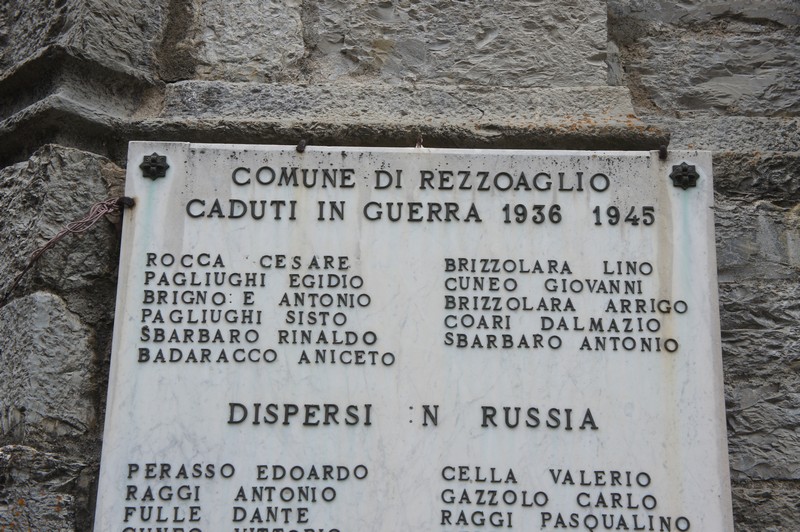 COMUNE DI REZZOAGLIO
CADUTI IN GUERRA 1936 1945
ROCCA CESARE
PAGLIUGHI EGIDIO
BRIGNO E ANTONIO
PAGLIUGHI SISTO
SBARBARO RINALDO
BADARACCO ANICETO
BRIZZOLARA LINO
CUNEO GIOVANNI
BRIZZOLARA ARRIGO
COARI DALMAZIO
SBARBARO ANTONIO
DISPERSI N RUSSIA
PERASSO EDOARDO
RAGGI ANTONIO
FULLE DANTE
CUNEO VITTORIO
CELLA VALERIO
GAZZOLO CARLO
RAGGI PASQUALINO